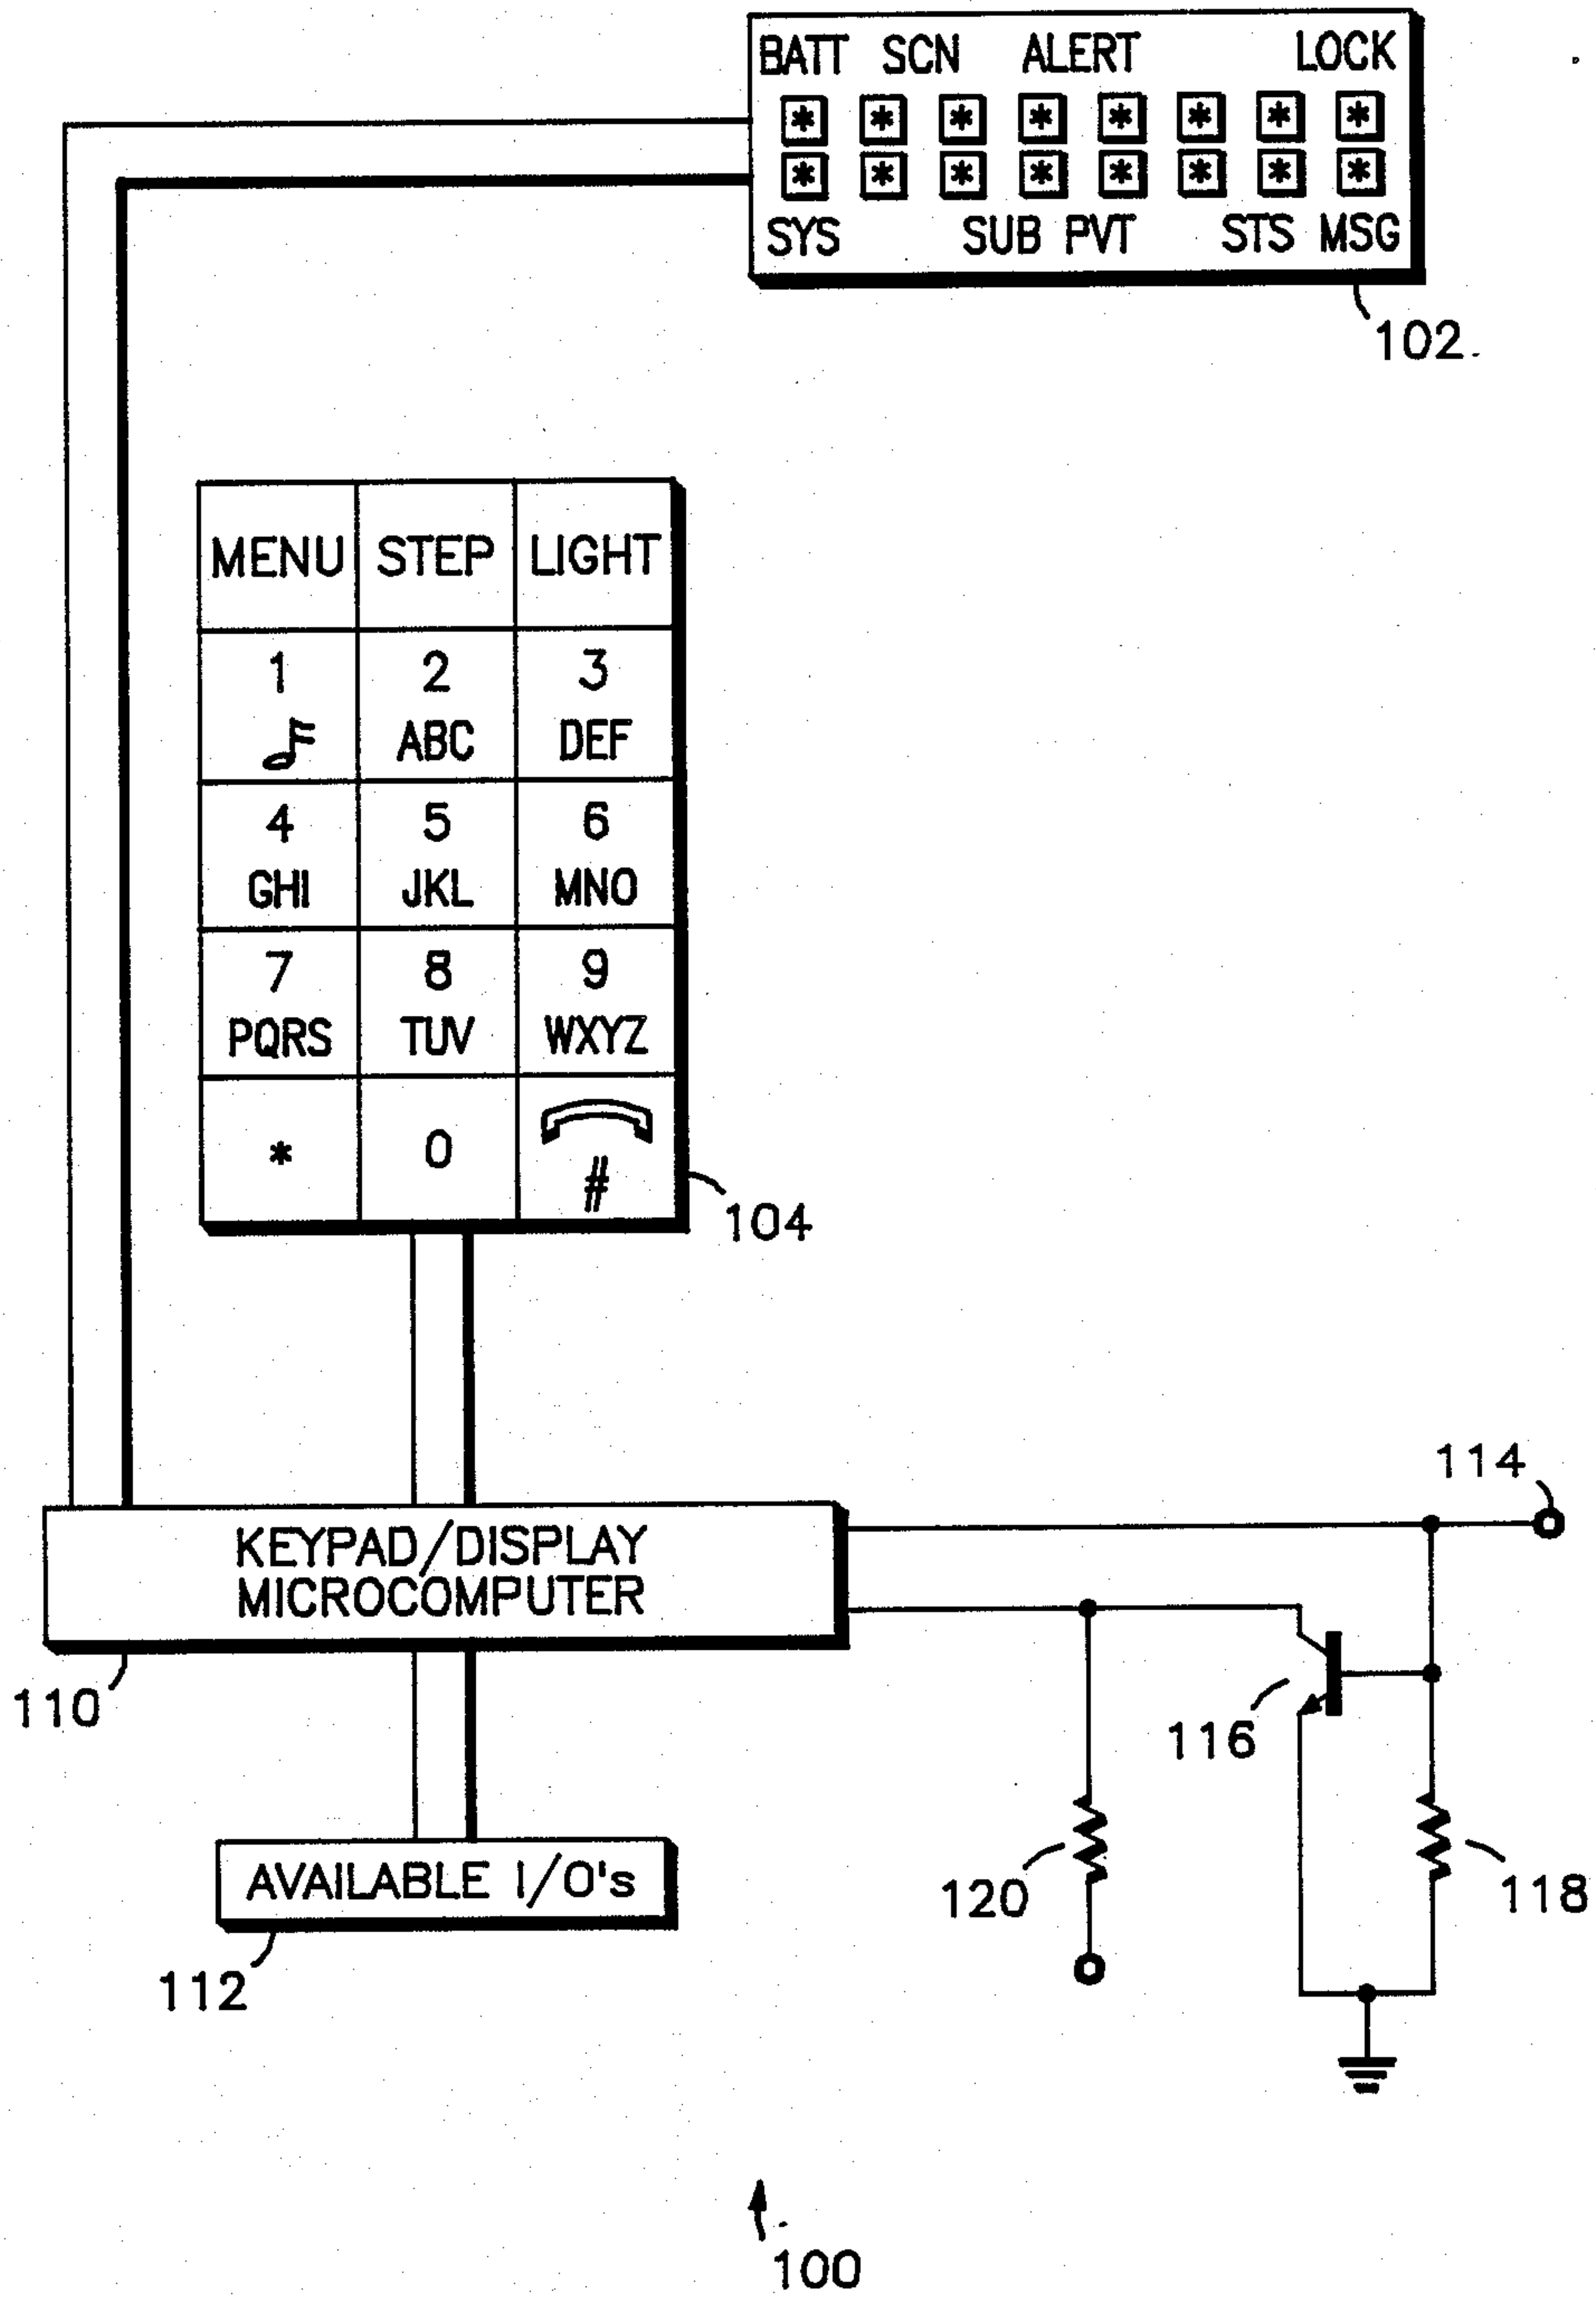 BATT SCN ALERT LOCK
* * * * * * * *
* * * * * * * *
SYS SUB PVT STS MSG
102
MENU STEP LIGHT
1 2 3
ABC DEF
4 5 6
GHI JKL MNO
7 8 9
PQRS TUV WXYZ
* 0 #
104
114
KEYPAD/DISPLAY
MICROCOMPUTER
110
116
120
118
AVAILABLE I/O's
112
100